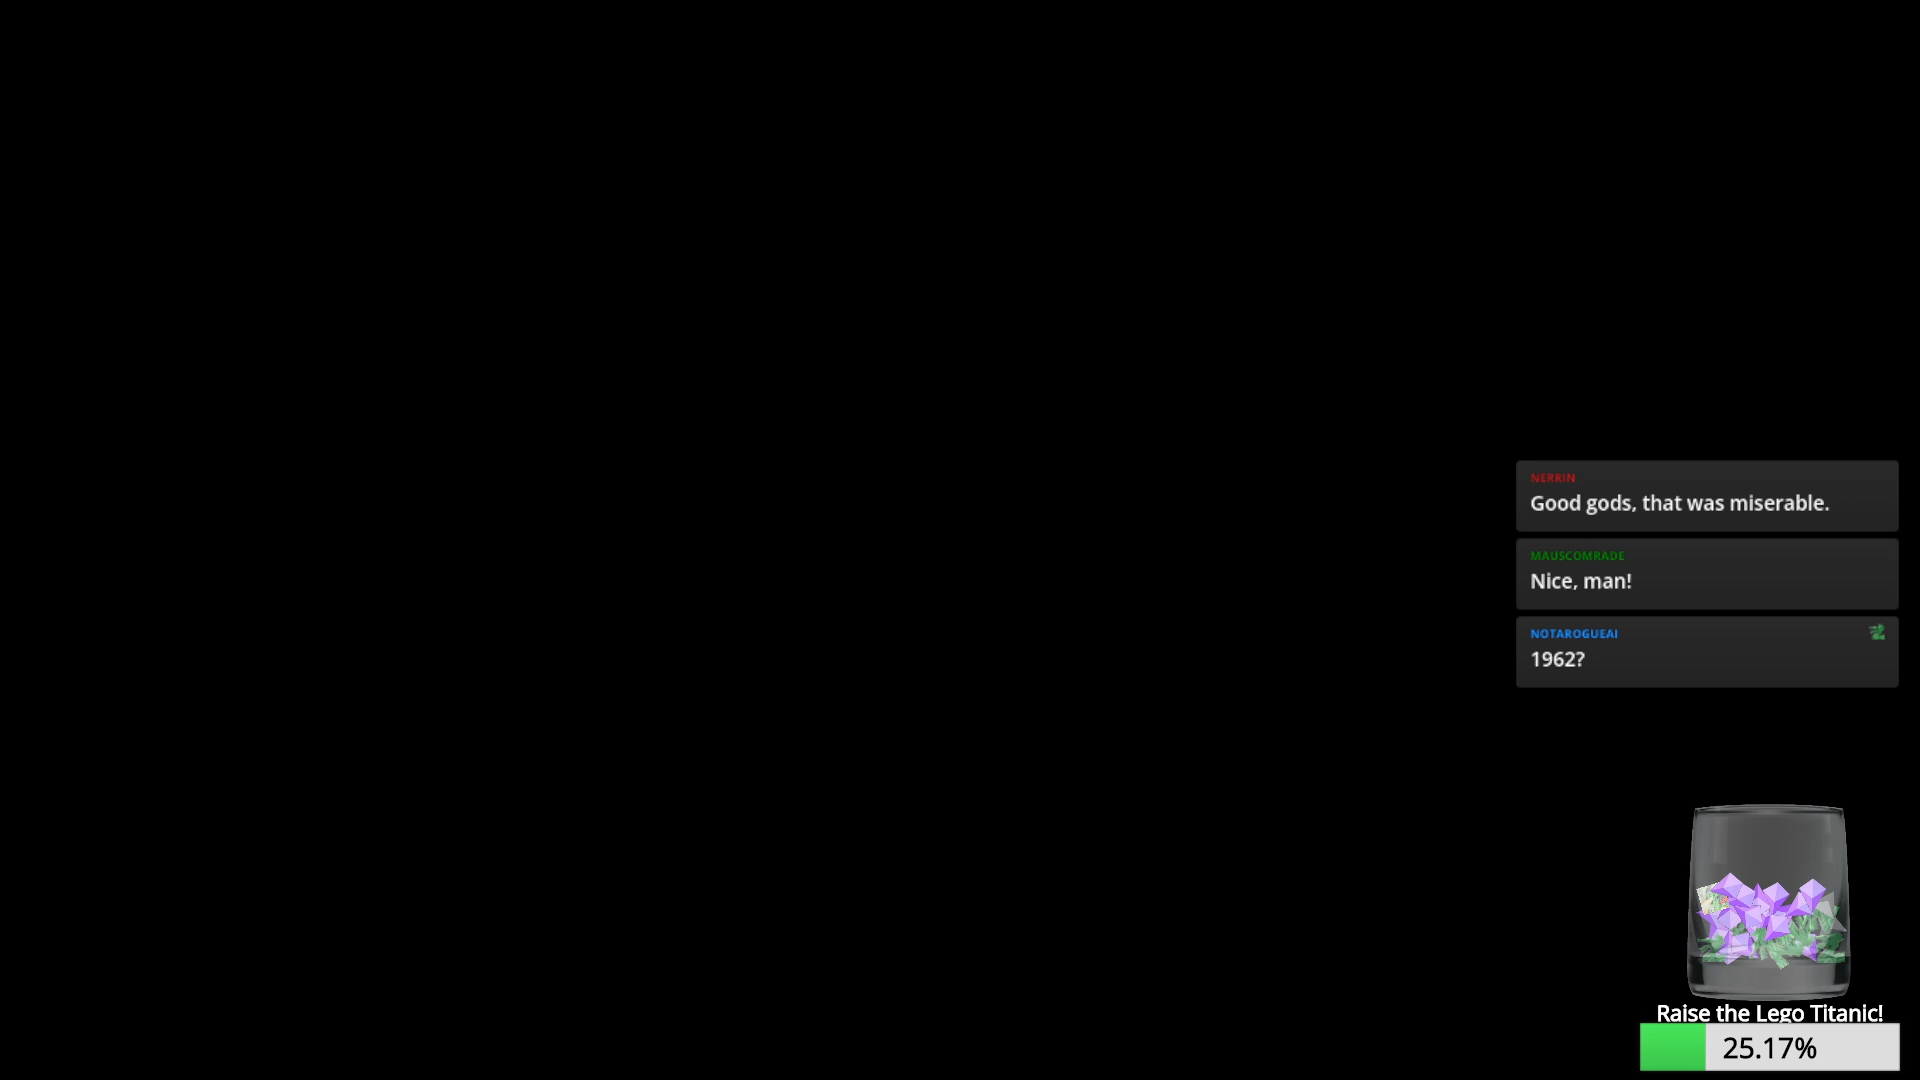 NERRIN
Good gods, that was miserable.
MAUSCOMRADE
Nice, man!
NOTAROGUEAI
1962?
Raise the Lego Titanic!
25.17%